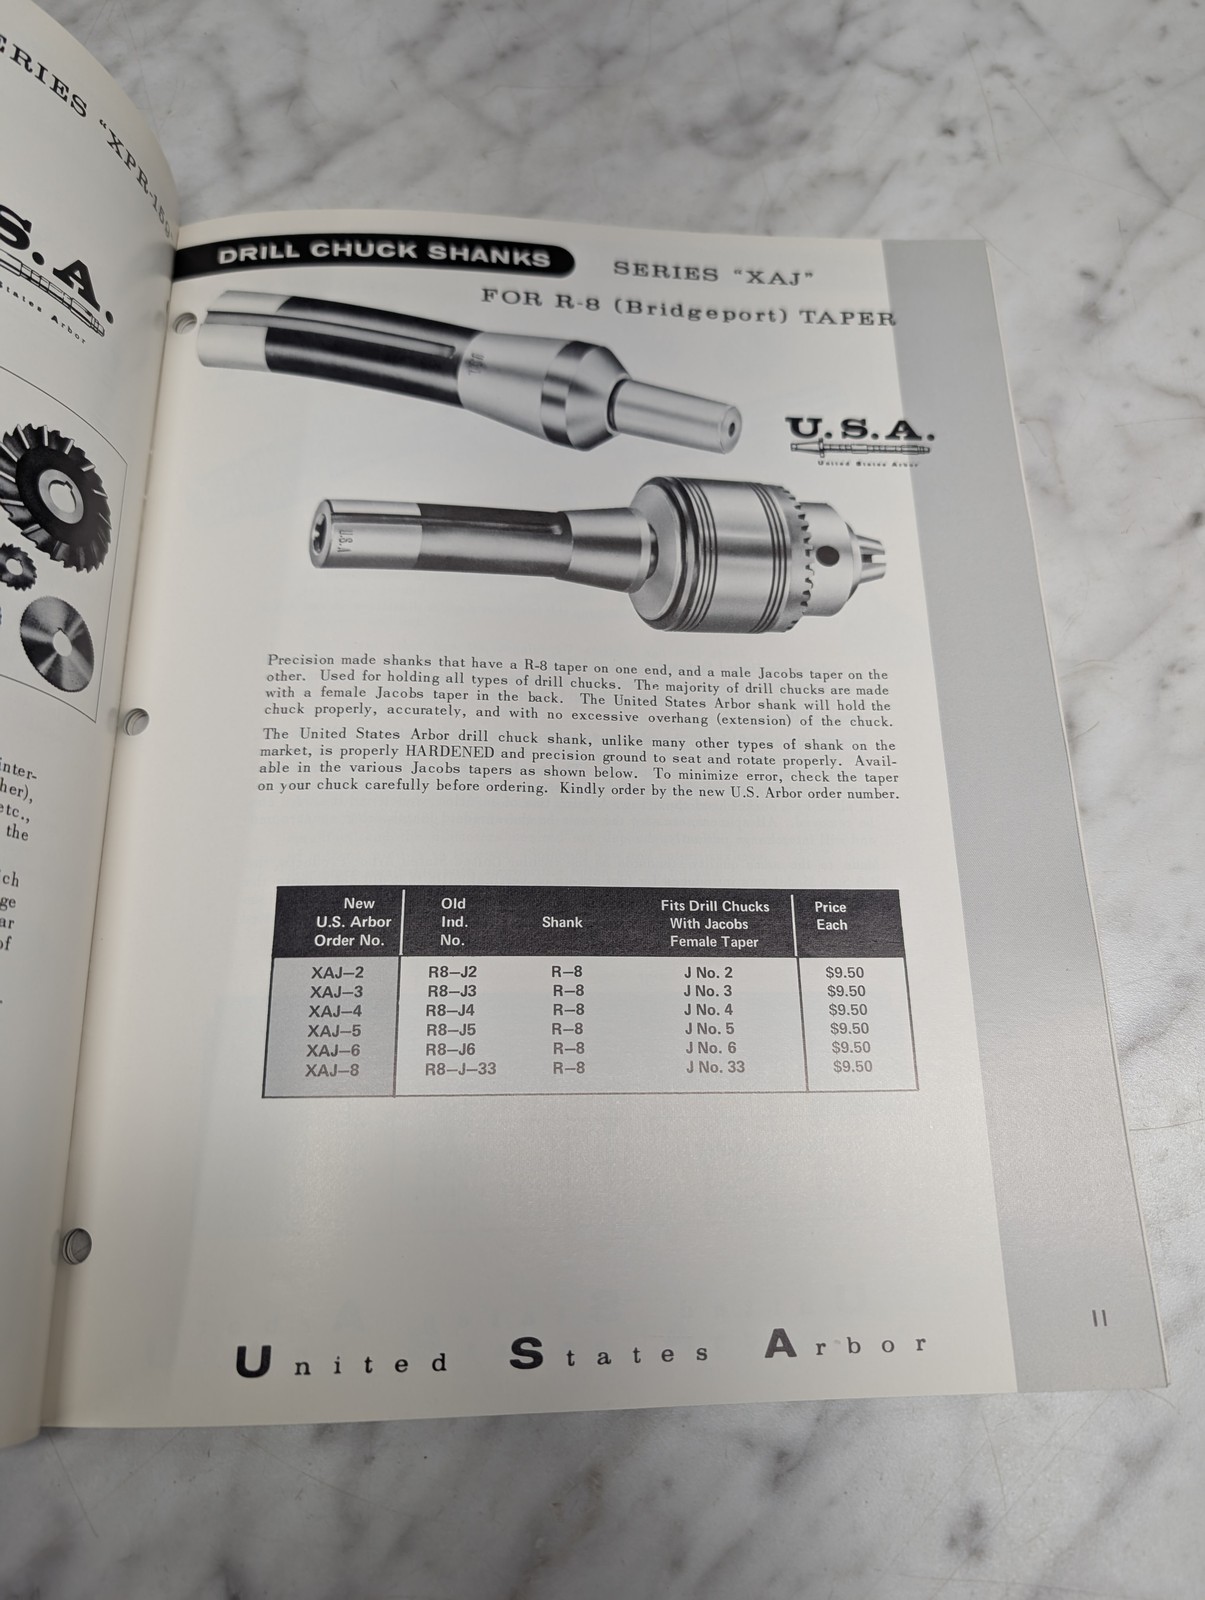 SERIES "XPR-150
S.A.
States Arbor
inter-
her),
etc.,
the
ich
ge
ar
of
DRILL CHUCK SHANKS
SERIES "XAJ"
FOR R-8 (Bridgeport) TAPER
U.S.A.
United States Arbor
U.S.A
Precision made shanks that have a R-8 taper on one end, and a male Jacobs taper on the
other. Used for holding all types of drill chucks. The majority of drill chucks are made
with a female Jacobs taper in the back. The United States Arbor shank will hold the
chuck properly, accurately, and with no excessive overhang (extension) of the chuck.
The United States Arbor drill chuck shank, unlike many other types of shank on the
market, is properly HARDENED and precision ground to seat and rotate properly. Avail-
able in the various Jacobs tapers as shown below. To minimize error, check the taper
on your chuck carefully before ordering. Kindly order by the new U.S. Arbor order number.
New Old Fits Drill Chucks Price
U.S. Arbor Ind. Shank With Jacobs Each
Order No. No. Female Taper
XAJ–2 R8–J2 R–8 J No. 2 $9.50
XAJ–3 R8–J3 R–8 J No. 3 $9.50
XAJ–4 R8–J4 R–8 J No. 4 $9.50
XAJ–5 R8–J5 R–8 J No. 5 $9.50
XAJ–6 R8–J6 R–8 J No. 6 $9.50
XAJ–8 R8–J–33 R–8 J No. 33 $9.50
United States Arbor
11